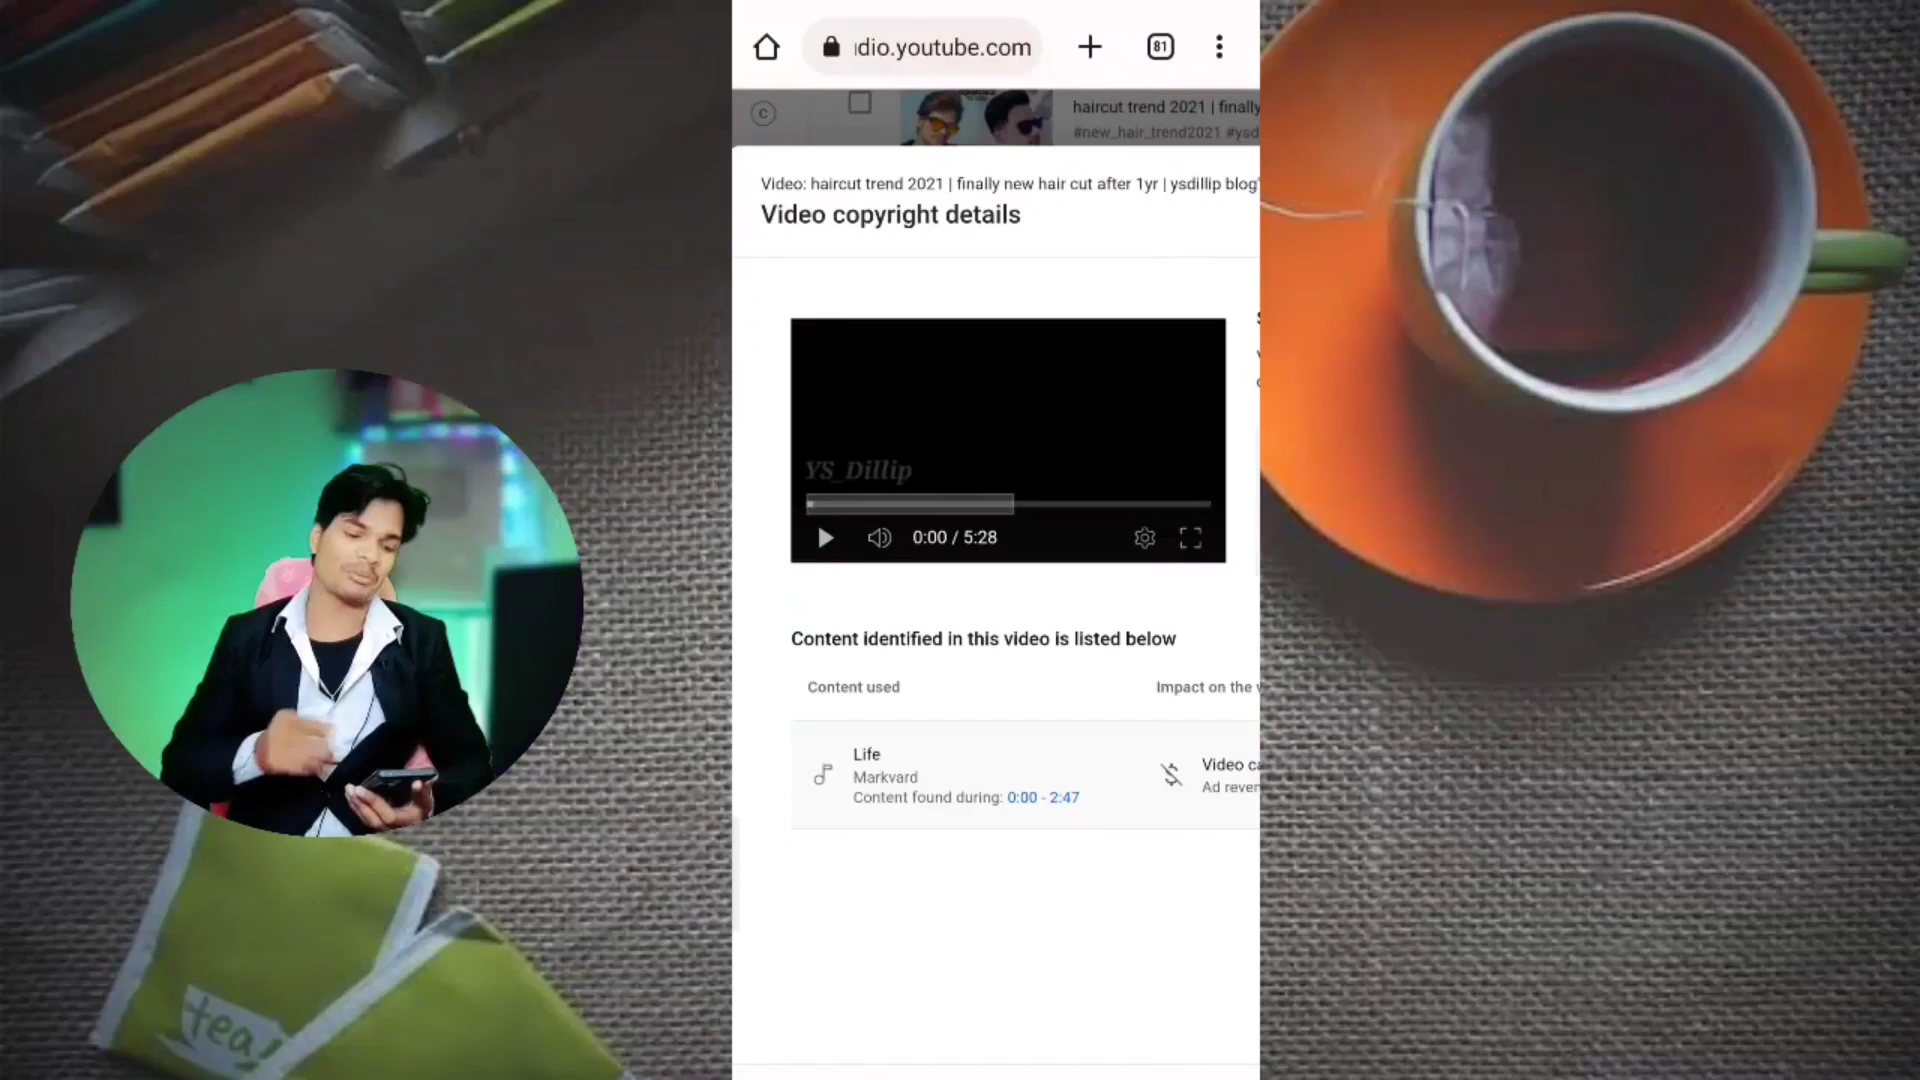 dio.youtube.com
81
C
haircut trend 2021 | finally
#new_hair_trend2021 #ysd
Video: haircut trend 2021 | finally new hair cut after 1yr | ysdillip blog
Video copyright details
YS_Dillip
0:00 / 5:28
Content identified in this video is listed below
Content used
Impact on the
Life
Markvard
Content found during: 0:00 - 2:47
Video ca
Ad reven
tea